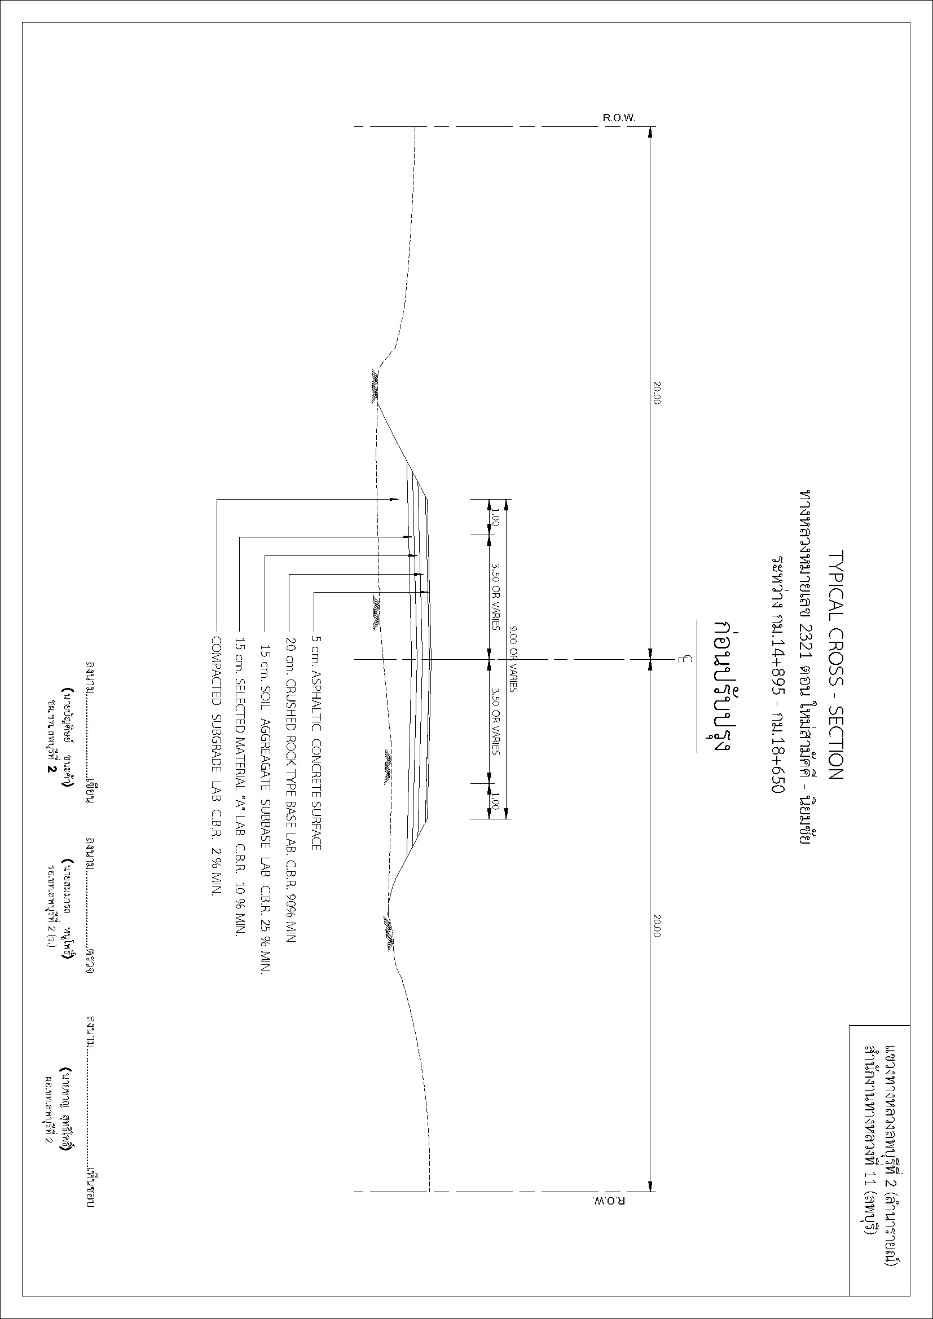 แขวงทางหลวงลพบุรีที่ 2 (ลำนารายณ์)
สำนักงานทางหลวงที่ 11 (ลพบุรี)
TYPICAL CROSS - SECTION
ทางหลวงหมายเลข 2321 ตอน ใหม่สามัคคี - นิยมชัย
ระหว่าง กม.14+895 - กม.18+650
ก่อนปรับปรุง
R.O.W.
20.00
20.00
R.O.W.
9.00 OR VARIES
1.00
3.50 OR VARIES
3.50 OR VARIES
1.00
5 cm. ASPHALTIC CONCRETE SURFACE
20 cm. CRUSHED ROCK TYPE BASE LAB. C.B.R. 90% MIN
15 cm. SOIL AGGREAGATE SUBBASE LAB C.B.R. 25 % MIN.
15 cm. SELECTED MATERIAL "A" LAB C.B.R. 10 % MIN.
COMPACTED SUBGRADE LAB C.B.R. 2 % MIN.
ลงนาม..............................เขียน
ลงนาม..............................ตรวจ
ลงนาม..............................เห็นชอบ